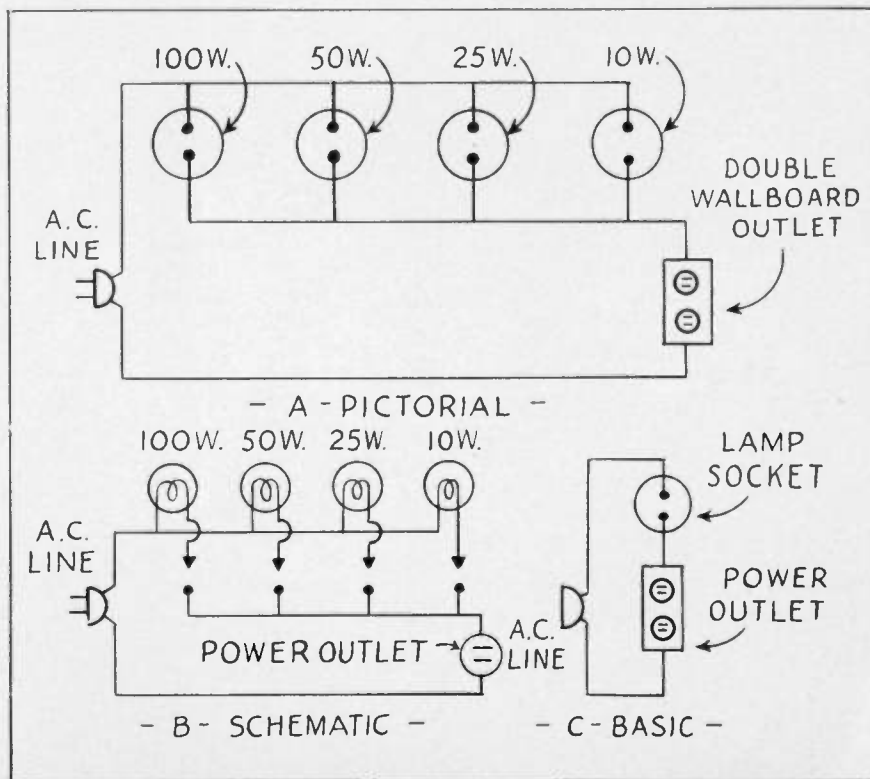 100W. 50W. 25W. 10W.
DOUBLE
WALLBOARD
OUTLET
A.C.
LINE
- A - PICTORIAL -
100W. 50W. 25W. 10W.
A.C.
LINE
POWER OUTLET
- B - SCHEMATIC -
LAMP
SOCKET
A.C.
LINE
POWER
OUTLET
- C - BASIC -